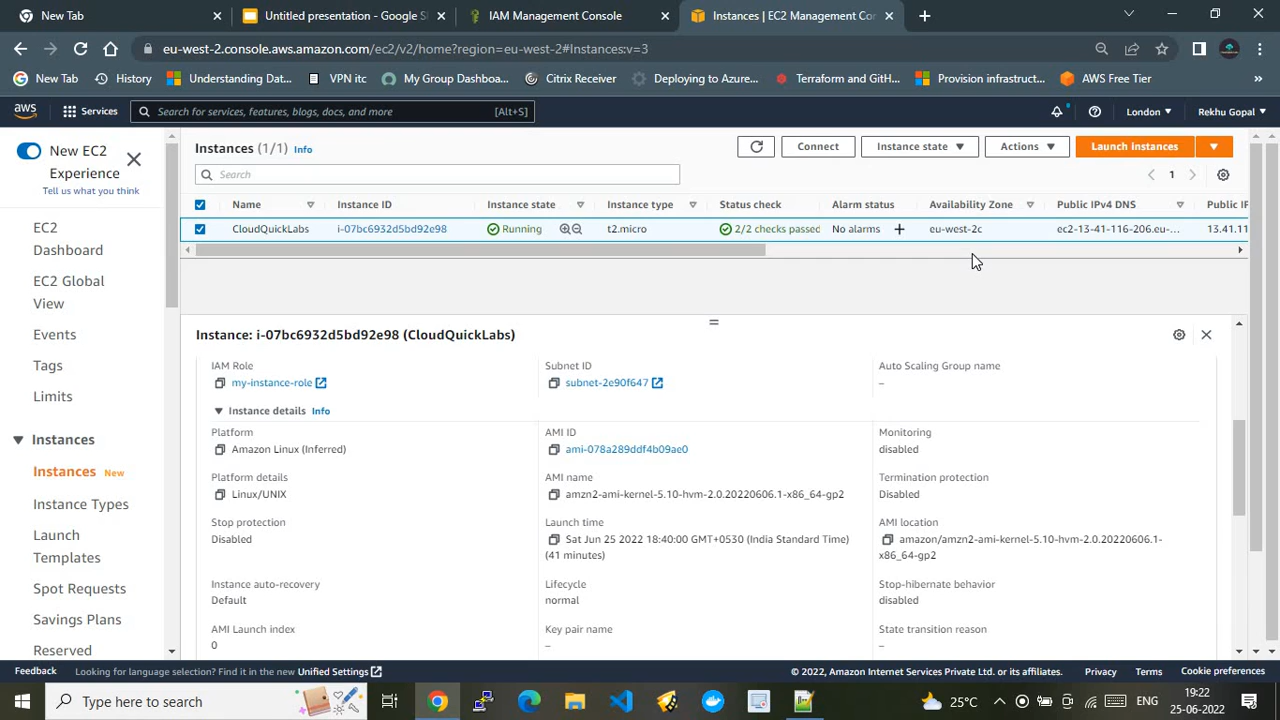 New Tab
Untitled presentation - Google S
IAM Management Console
Instances | EC2 Management Con
eu-west-2.console.aws.amazon.com/ec2/v2/home?region=eu-west-2#Instances:v=3
New Tab
History
Understanding Dat...
VPN itc
My Group Dashboa...
Citrix Receiver
Deploying to Azure...
Terraform and GitH...
Provision infrastruct...
AWS Free Tier
»
aws
Services
Search for services, features, blogs, docs, and more
[Alt+S]
London
Rekhu Gopal
New EC2
Experience
Tell us what you think
Instances (1/1) Info
Connect
Instance state
Actions
Launch instances
Search
1
Name
Instance ID
Instance state
Instance type
Status check
Alarm status
Availability Zone
Public IPv4 DNS
Public IP
CloudQuickLabs
i-07bc6932d5bd92e98
Running
t2.micro
2/2 checks passed
No alarms +
eu-west-2c
ec2-13-41-116-206.eu-...
13.41.11
EC2
Dashboard
EC2 Global
View
Events
Tags
Limits
Instances
Instances New
Instance Types
Launch
Templates
Spot Requests
Savings Plans
Reserved
Instance: i-07bc6932d5bd92e98 (CloudQuickLabs)
IAM Role
my-instance-role
Subnet ID
subnet-2e90f647
Auto Scaling Group name
–
Instance details Info
Platform
Amazon Linux (Inferred)
AMI ID
ami-078a289ddf4b09ae0
Monitoring
disabled
Platform details
Linux/UNIX
AMI name
amzn2-ami-kernel-5.10-hvm-2.0.20220606.1-x86_64-gp2
Termination protection
Disabled
Stop protection
Disabled
Launch time
Sat Jun 25 2022 18:40:00 GMT+0530 (India Standard Time)
(41 minutes)
AMI location
amazon/amzn2-ami-kernel-5.10-hvm-2.0.20220606.1-
x86_64-gp2
Instance auto-recovery
Default
Lifecycle
normal
Stop-hibernate behavior
disabled
AMI Launch index
0
Key pair name
–
State transition reason
–
Feedback
Looking for language selection? Find it in the new Unified Settings
© 2022, Amazon Internet Services Private Ltd. or its affiliates.
Privacy
Terms
Cookie preferences
Type here to search
25°C
ENG
19:22
25-06-2022